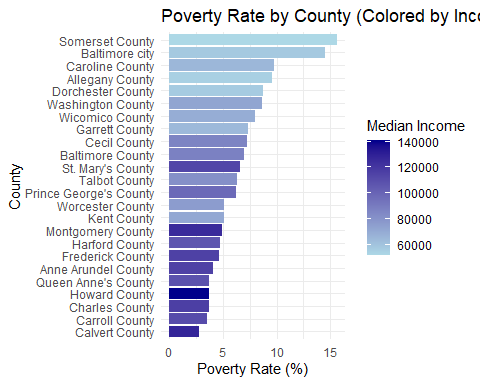 Poverty Rate by County (Colored by Inco
Somerset County
Baltimore city
Caroline County
Allegany County
Dorchester County
Washington County
Wicomico County
Garrett County
Cecil County
Baltimore County
St. Mary's County
Talbot County
Prince George's County
Worcester County
Kent County
Montgomery County
Harford County
Frederick County
Anne Arundel County
Queen Anne's County
Howard County
Charles County
Carroll County
Calvert County
County
0 5 10 15
Poverty Rate (%)
Median Income
140000
120000
100000
80000
60000